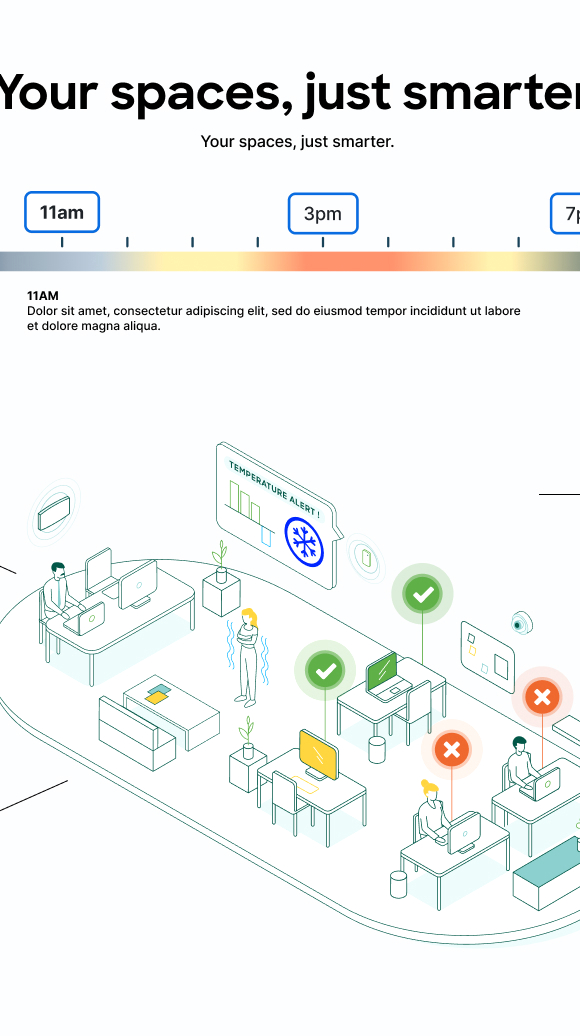 Your spaces, just smarter
Your spaces, just smarter.
11am
3pm
7p
11AM
Dolor sit amet, consectetur adipiscing elit, sed do eiusmod tempor incididunt ut labore
et dolore magna aliqua.
TEMPERATURE ALERT !